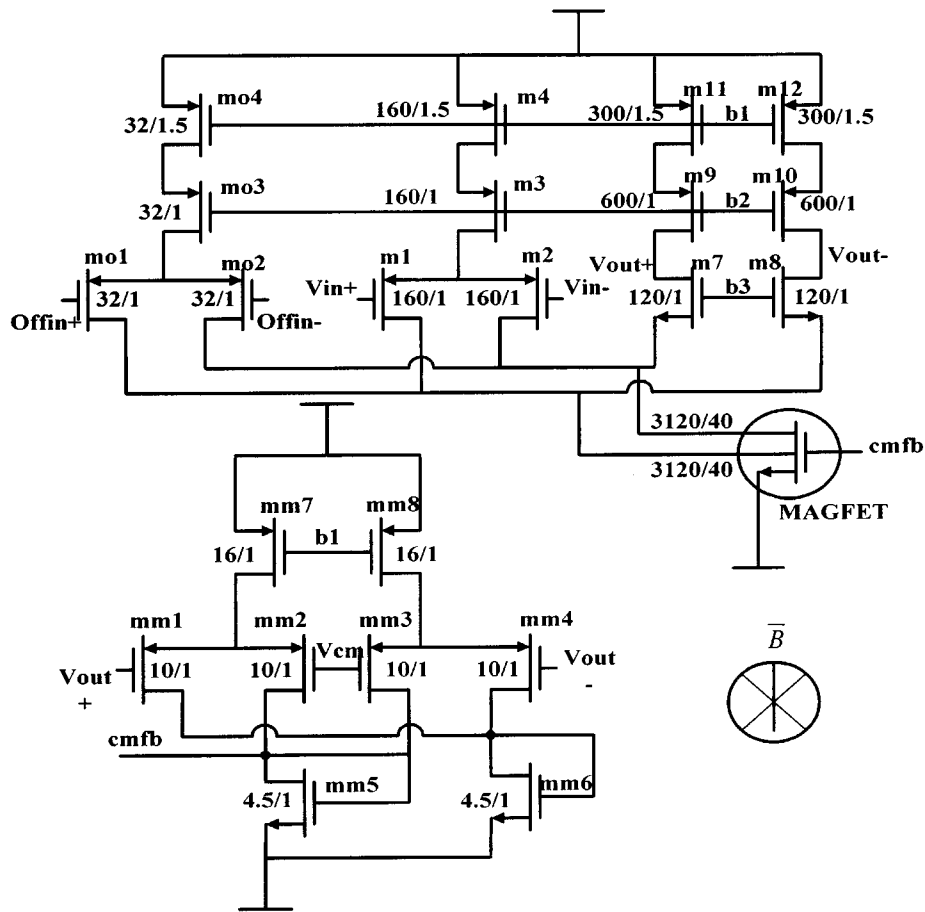 mo4
32/1.5
160/1.5
m4
300/1.5
m11
b1
m12
300/1.5
mo3
32/1
160/1
m3
600/1
m9
b2
m10
600/1
mo1
32/1
Offin+
mo2
32/1
Offin-
m1
Vin+
160/1
m2
160/1
Vin-
Vout+
m7
120/1
b3
m8
120/1
Vout-
3120/40
3120/40
cmfb
MAGFET
mm7
16/1
b1
mm8
16/1
mm1
Vout
+
10/1
mm2
10/1
Vcm
mm3
10/1
mm4
10/1
Vout
-
cmfb
mm5
4.5/1
mm6
4.5/1
B